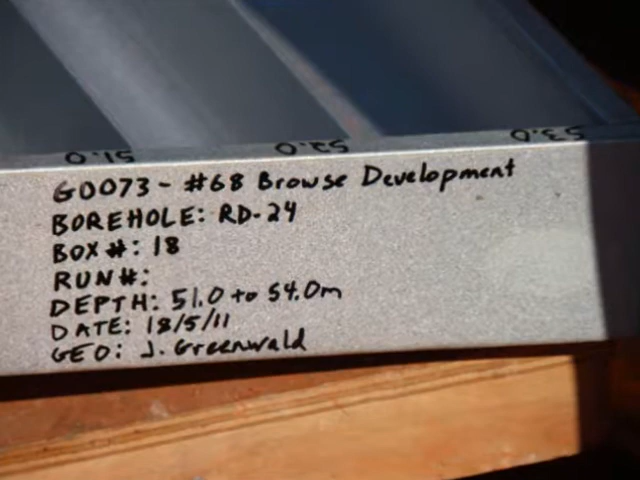 51.0 52.0 53.0
GO073 - #68 Browse Development
BOREHOLE: RD-24
BOX #: 18
RUN #:
DEPTH: 51.0 to 54.0m
DATE: 18/5/11
GEO: J. Greenwald